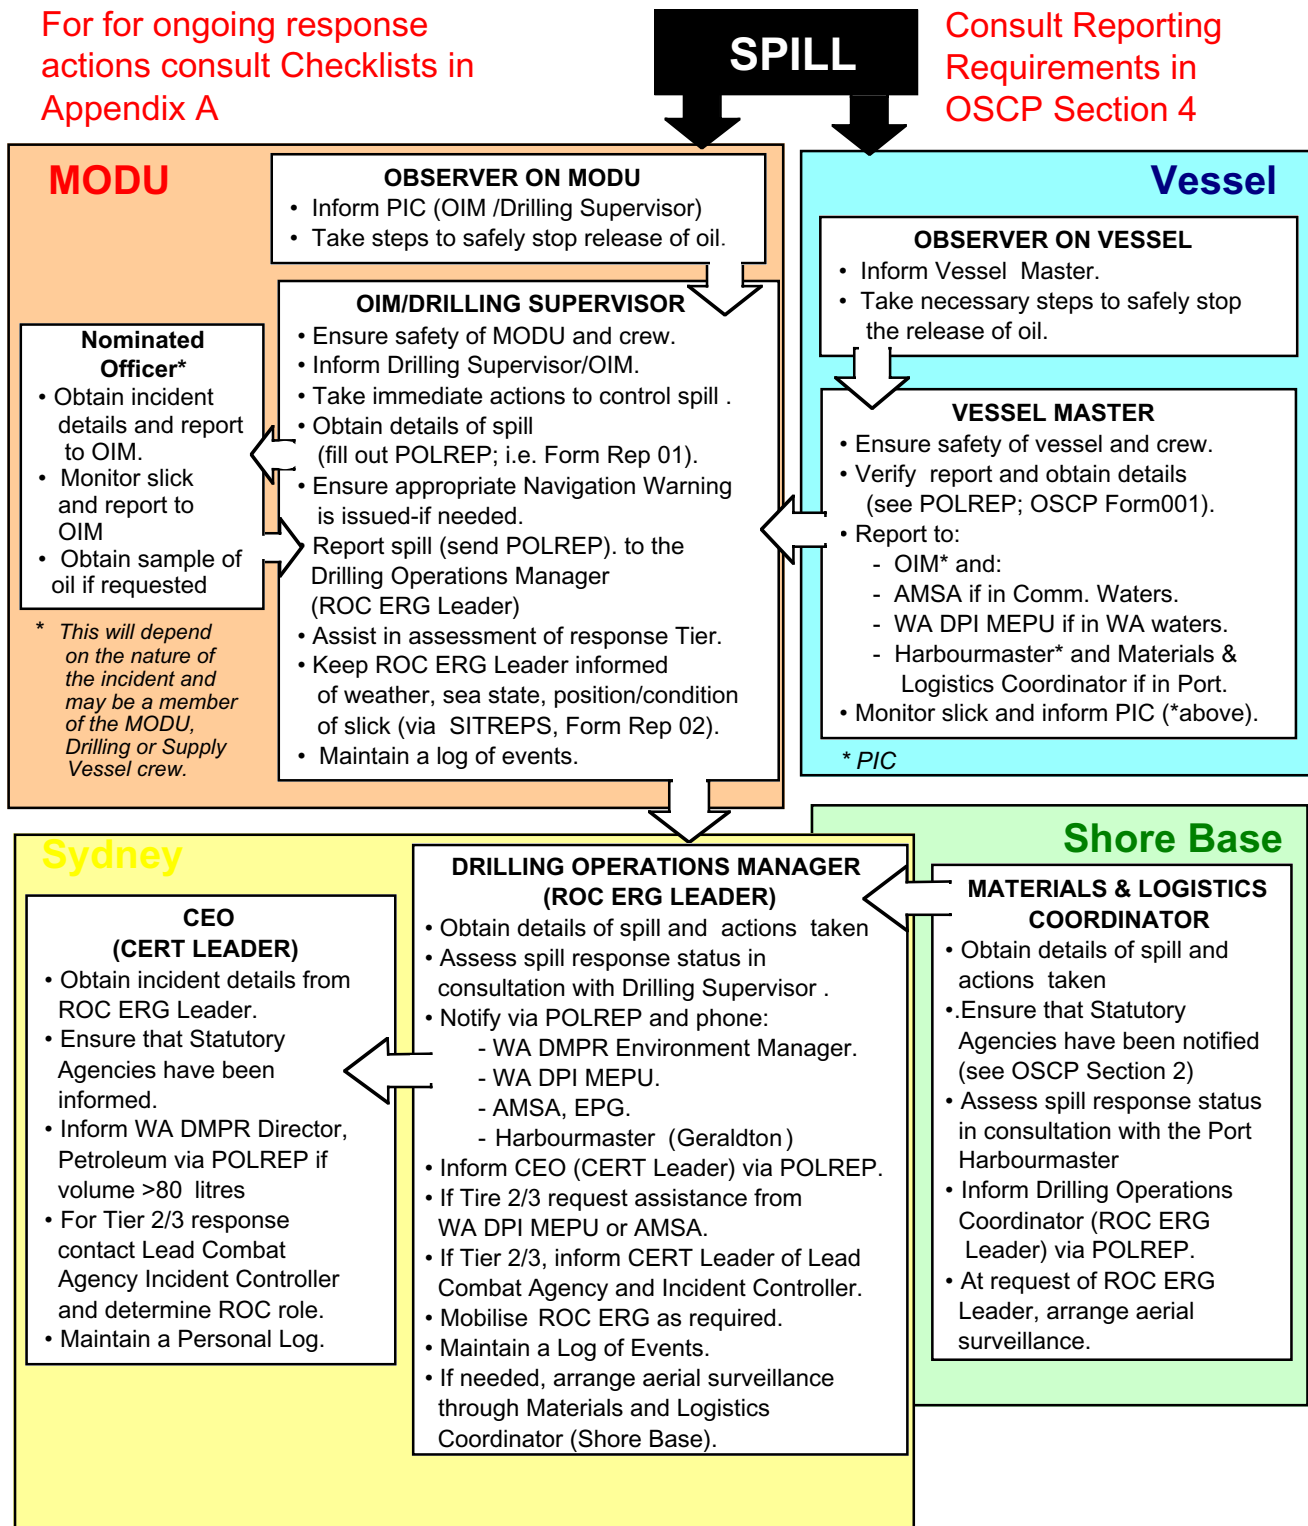 For for ongoing response
actions consult Checklists in
Appendix A
SPILL
Consult Reporting
Requirements in
OSCP Section 4
MODU
OBSERVER ON MODU
• Inform PIC (OIM /Drilling Supervisor)
• Take steps to safely stop release of oil.
OIM/DRILLING SUPERVISOR
• Ensure safety of MODU and crew.
• Inform Drilling Supervisor/OIM.
• Take immediate actions to control spill .
• Obtain details of spill
(fill out POLREP; i.e. Form Rep 01).
• Ensure appropriate Navigation Warning
is issued-if needed.
• Report spill (send POLREP). to the
Drilling Operations Manager
(ROC ERG Leader)
• Assist in assessment of response Tier.
• Keep ROC ERG Leader informed
of weather, sea state, position/condition
of slick (via SITREPS, Form Rep 02).
• Maintain a log of events.
Nominated
Officer*
• Obtain incident
details and report
to OIM.
• Monitor slick
and report to
OIM
• Obtain sample of
oil if requested
* This will depend
on the nature of
the incident and
may be a member
of the MODU,
Drilling or Supply
Vessel crew.
Vessel
OBSERVER ON VESSEL
• Inform Vessel Master.
• Take necessary steps to safely stop
the release of oil.
VESSEL MASTER
• Ensure safety of vessel and crew.
• Verify report and obtain details
(see POLREP; OSCP Form001).
• Report to:
- OIM* and:
- AMSA if in Comm. Waters.
- WA DPI MEPU if in WA waters.
- Harbourmaster* and Materials &
Logistics Coordinator if in Port.
• Monitor slick and inform PIC (*above).
* PIC
Sydney
CEO
(CERT LEADER)
• Obtain incident details from
ROC ERG Leader.
• Ensure that Statutory
Agencies have been
informed.
• Inform WA DMPR Director,
Petroleum via POLREP if
volume >80 litres
• For Tier 2/3 response
contact Lead Combat
Agency Incident Controller
and determine ROC role.
• Maintain a Personal Log.
DRILLING OPERATIONS MANAGER
(ROC ERG LEADER)
• Obtain details of spill and actions taken
• Assess spill response status in
consultation with Drilling Supervisor .
• Notify via POLREP and phone:
- WA DMPR Environment Manager.
- WA DPI MEPU.
- AMSA, EPG.
- Harbourmaster (Geraldton)
• Inform CEO (CERT Leader) via POLREP.
• If Tire 2/3 request assistance from
WA DPI MEPU or AMSA.
• If Tier 2/3, inform CERT Leader of Lead
Combat Agency and Incident Controller.
• Mobilise ROC ERG as required.
• Maintain a Log of Events.
• If needed, arrange aerial surveillance
through Materials and Logistics
Coordinator (Shore Base).
Shore Base
MATERIALS & LOGISTICS
COORDINATOR
• Obtain details of spill and
actions taken
•.Ensure that Statutory
Agencies have been notified
(see OSCP Section 2)
• Assess spill response status
in consultation with the Port
Harbourmaster
• Inform Drilling Operations
Coordinator (ROC ERG
Leader) via POLREP.
• At request of ROC ERG
Leader, arrange aerial
surveillance.